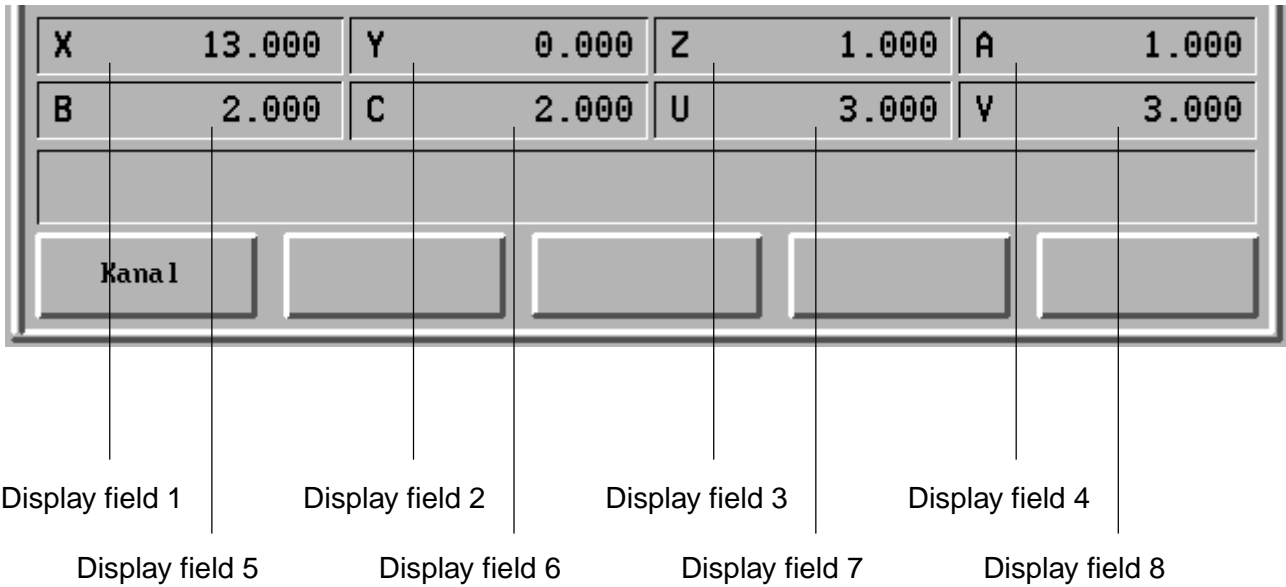 X 13.000 Y 0.000 Z 1.000 A 1.000
B 2.000 C 2.000 U 3.000 V 3.000
Kanal
Display field 1 Display field 2 Display field 3 Display field 4
Display field 5 Display field 6 Display field 7 Display field 8